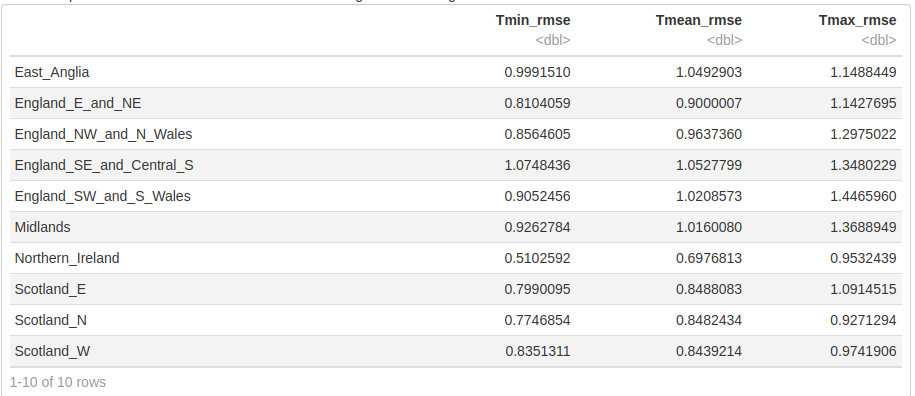 Tmin_rmse Tmean_rmse Tmax_rmse
<dbl> <dbl> <dbl>
East_Anglia 0.9991510 1.0492903 1.1488449
England_E_and_NE 0.8104059 0.9000007 1.1427695
England_NW_and_N_Wales 0.8564605 0.9637360 1.2975022
England_SE_and_Central_S 1.0748436 1.0527799 1.3480229
England_SW_and_S_Wales 0.9052456 1.0208573 1.4465960
Midlands 0.9262784 1.0160080 1.3688949
Northern_Ireland 0.5102592 0.6976813 0.9532439
Scotland_E 0.7990095 0.8488083 1.0914515
Scotland_N 0.7746854 0.8482434 0.9271294
Scotland_W 0.8351311 0.8439214 0.9741906
1-10 of 10 rows